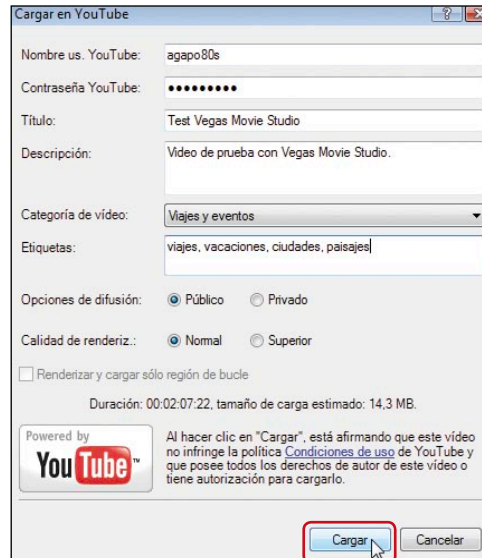 Cargar en YouTube
Nombre us. YouTube: agapo80s
Contraseña YouTube: •••••••••
Título: Test Vegas Movie Studio
Descripción: Video de prueba con Vegas Movie Studio.
Categoría de vídeo: Viajes y eventos
Etiquetas: viajes, vacaciones, ciudades, paisajes
Opciones de difusión: Público Privado
Calidad de renderiz.: Normal Superior
Renderizar y cargar sólo región de bucle
Duración: 00:02:07:22, tamaño de carga estimado: 14,3 MB.
Powered by
YouTube™
Al hacer clic en "Cargar", está afirmando que este vídeo
no infringe la política Condiciones de uso de YouTube y
que posee todos los derechos de autor de este vídeo o
tiene autorización para cargarlo.
Cargar Cancelar